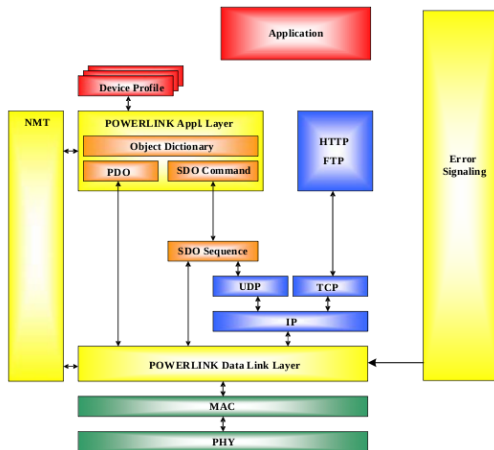 Application
Device Profile
NMT
POWERLINK Appl. Layer
Object Dictionary
PDO
SDO Command
HTTP
FTP
Error
Signaling
SDO Sequence
UDP
TCP
IP
POWERLINK Data Link Layer
MAC
PHY